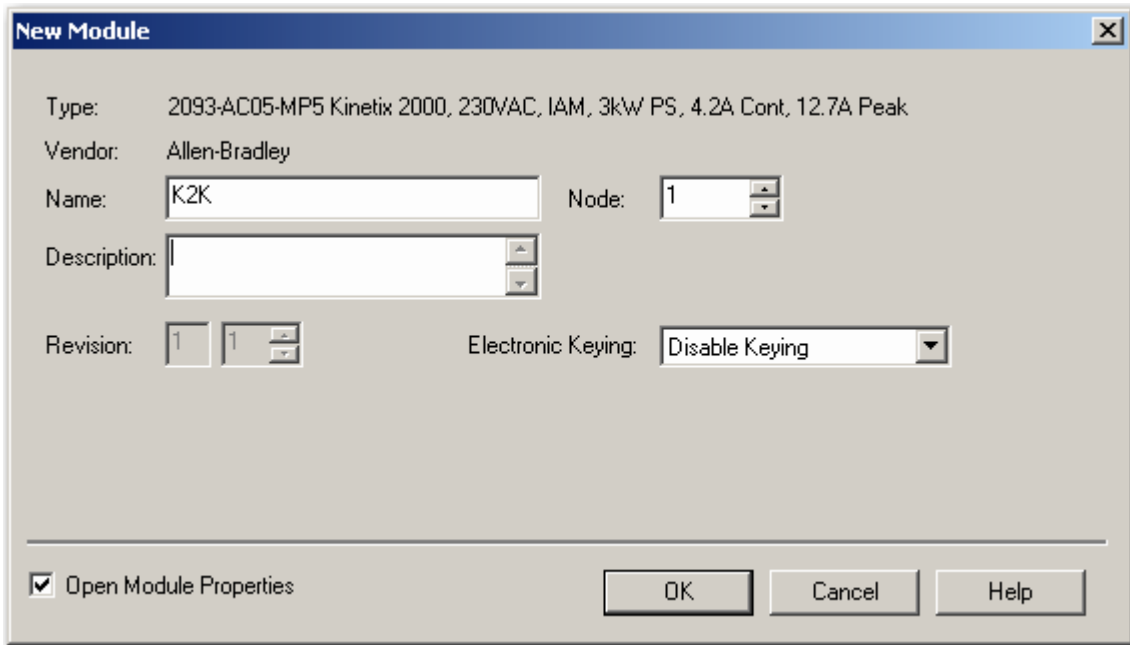 New Module
Type: 2093-AC05-MP5 Kinetix 2000, 230VAC, IAM, 3kW PS, 4.2A Cont, 12.7A Peak
Vendor: Allen-Bradley
Name: K2K Node: 1
Description:
Revision: 1 1 Electronic Keying: Disable Keying
Open Module Properties OK Cancel Help